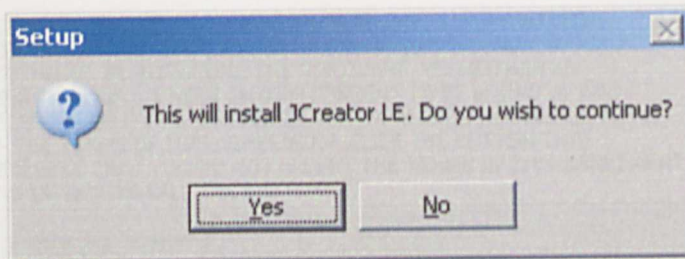 Setup
This will install JCreator LE. Do you wish to continue?
Yes
No